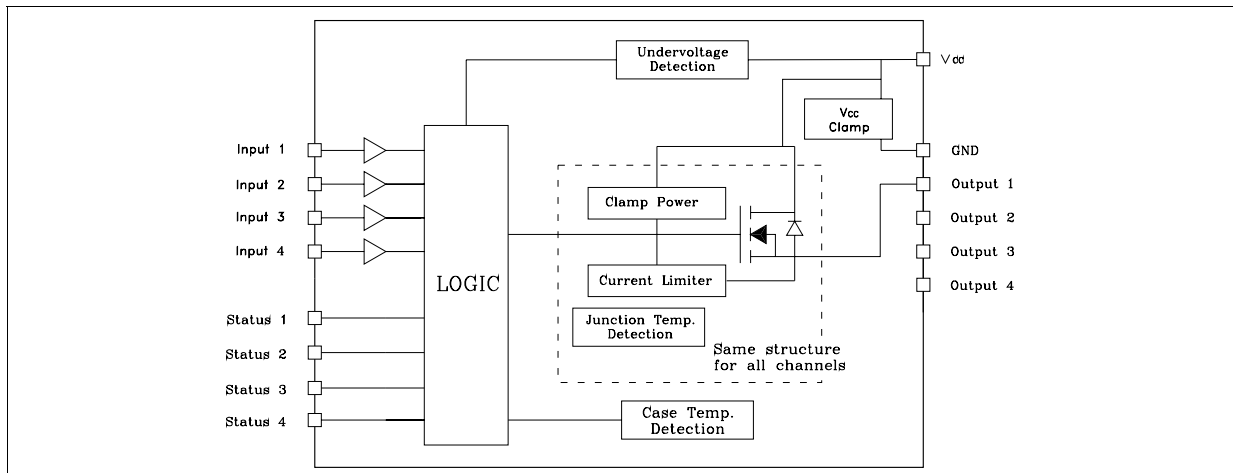 Undervoltage
Detection
Vdd
Vcc
Clamp
Input 1
GND
Input 2
Output 1
Clamp Power
Input 3
Output 2
Input 4
Output 3
LOGIC
Current Limiter
Output 4
Status 1
Junction Temp.
Detection
Same structure
for all channels
Status 2
Status 3
Status 4
Case Temp.
Detection